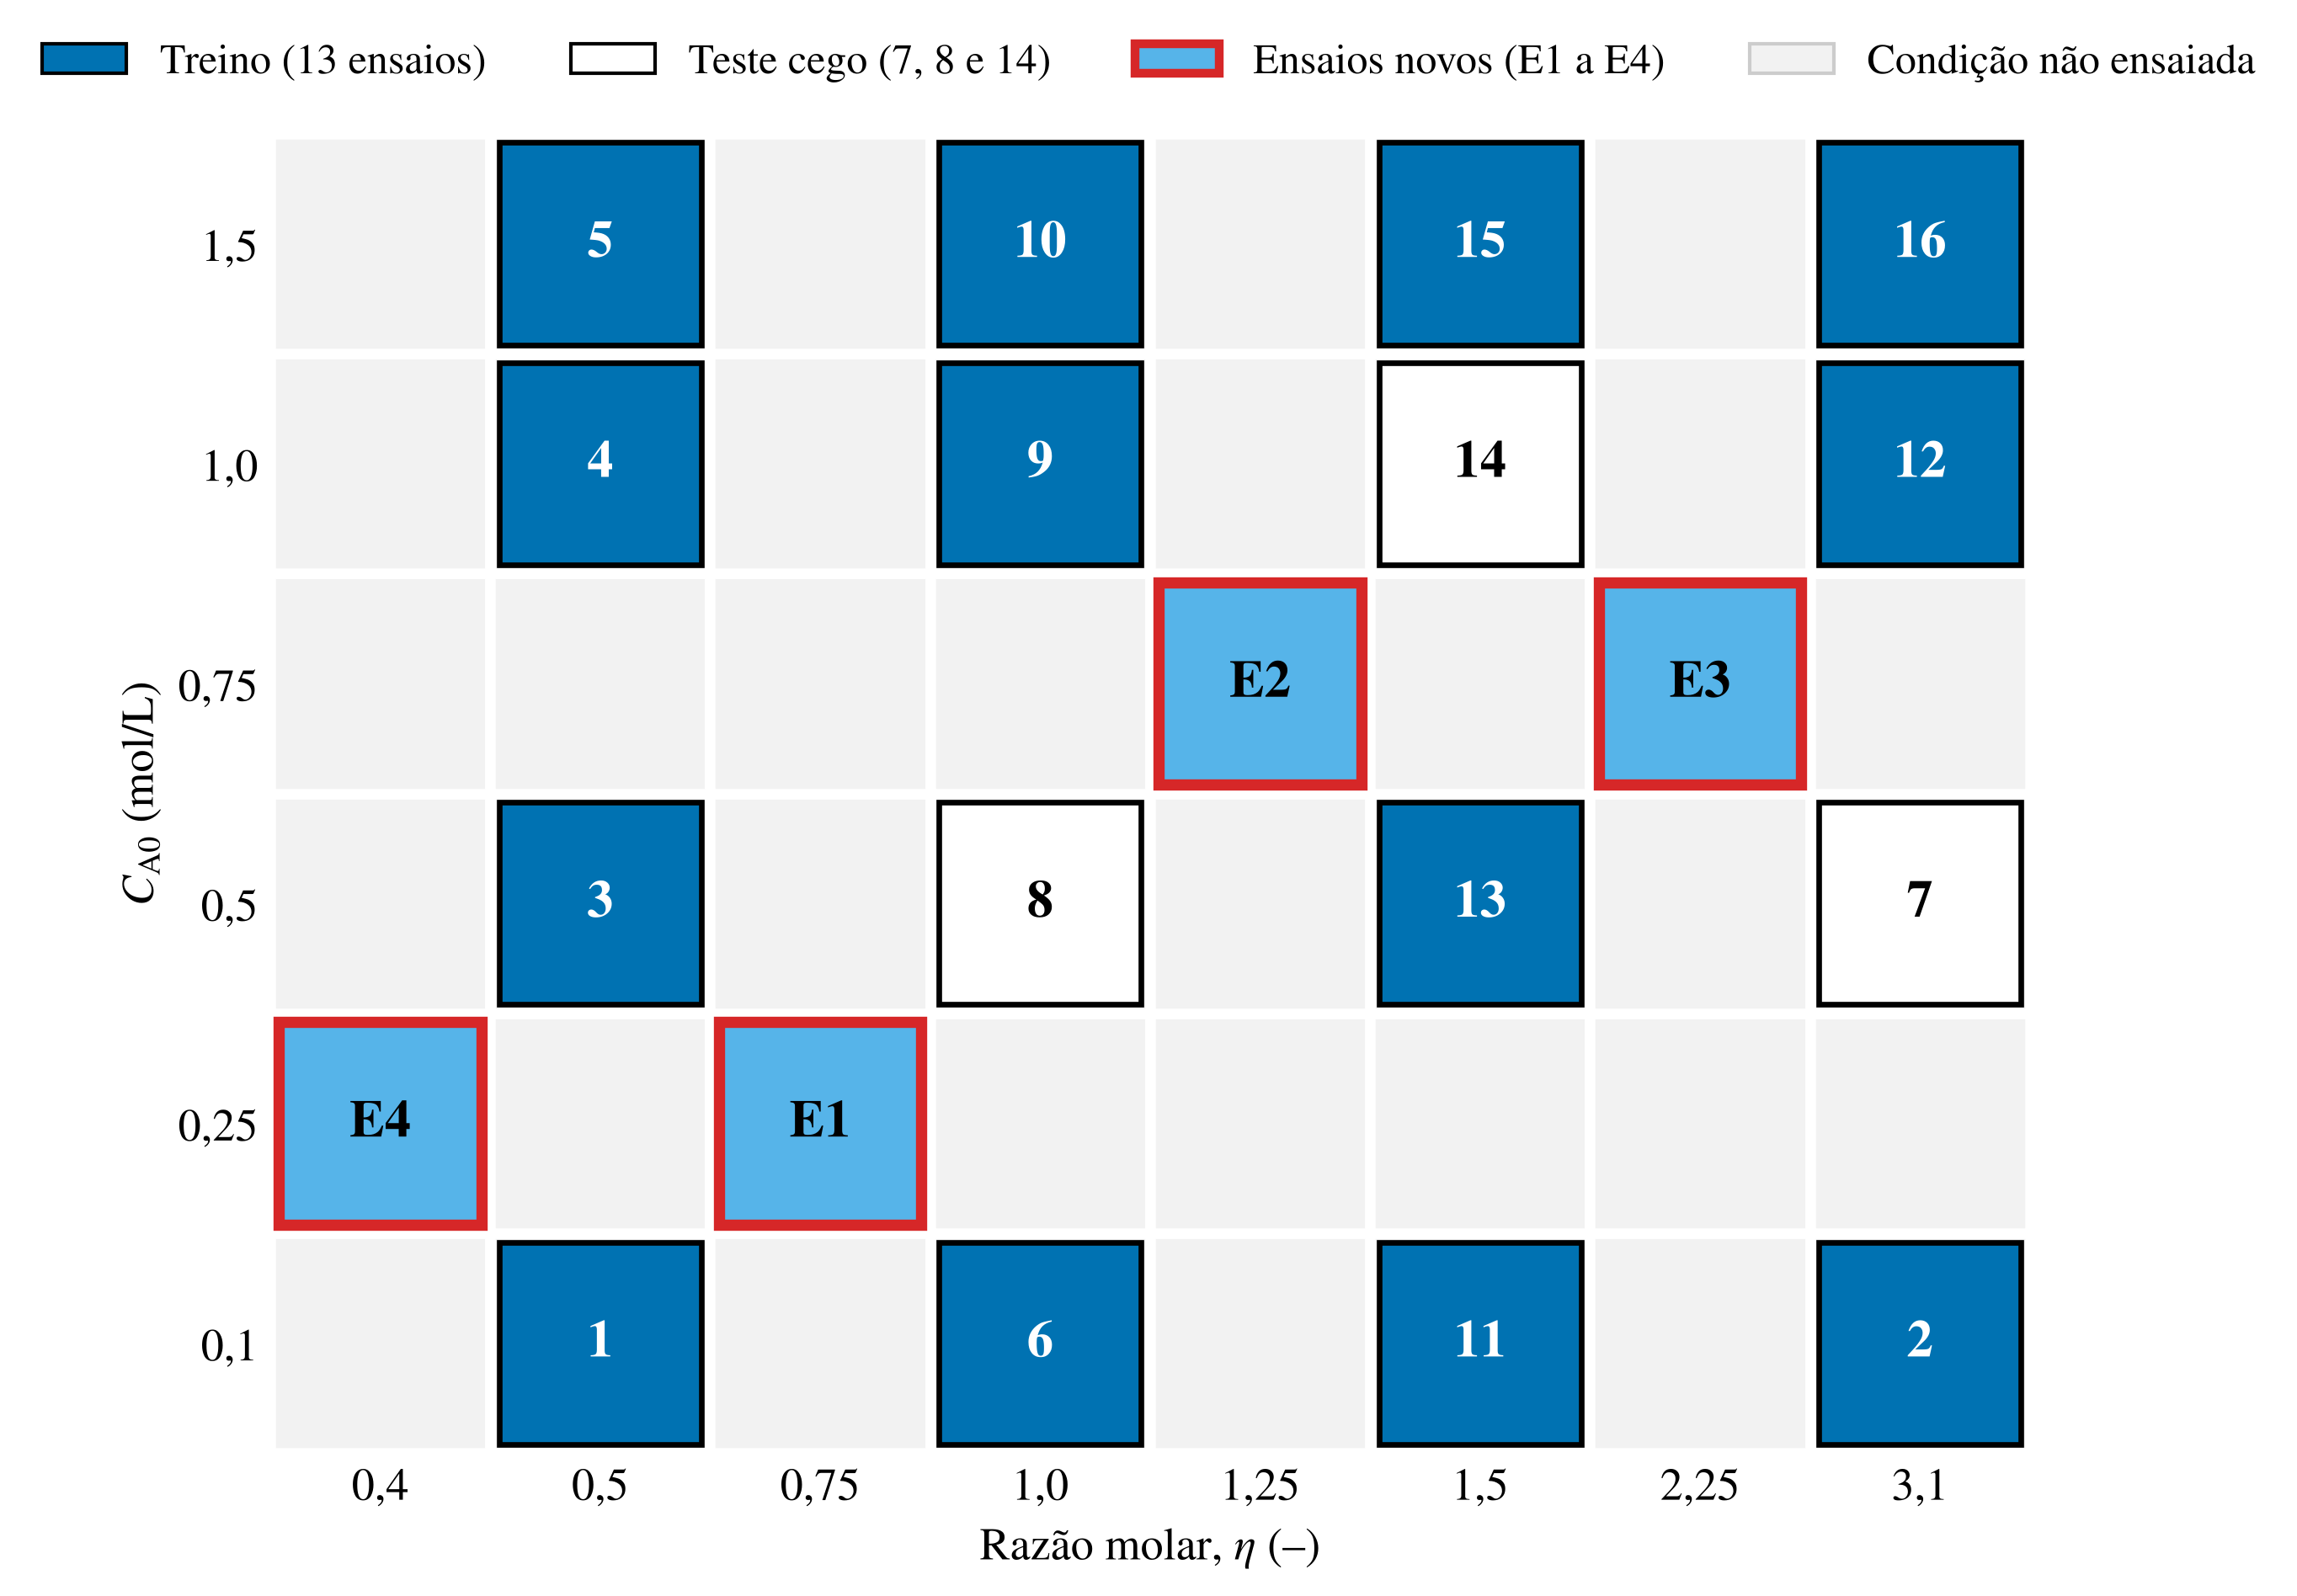 Treino (13 ensaios) Teste cego (7, 8 e 14) Ensaios novos (E1 a E4) Condição não ensaiada
1,5 5 10 15 16
1,0 4 9 14 12
0,75 E2 E3
C_A0 (mol/L)
0,5 3 8 13 7
0,25 E4 E1
0,1 1 6 11 2
0,4 0,5 0,75 1,0 1,25 1,5 2,25 3,1
Razão molar, η (–)